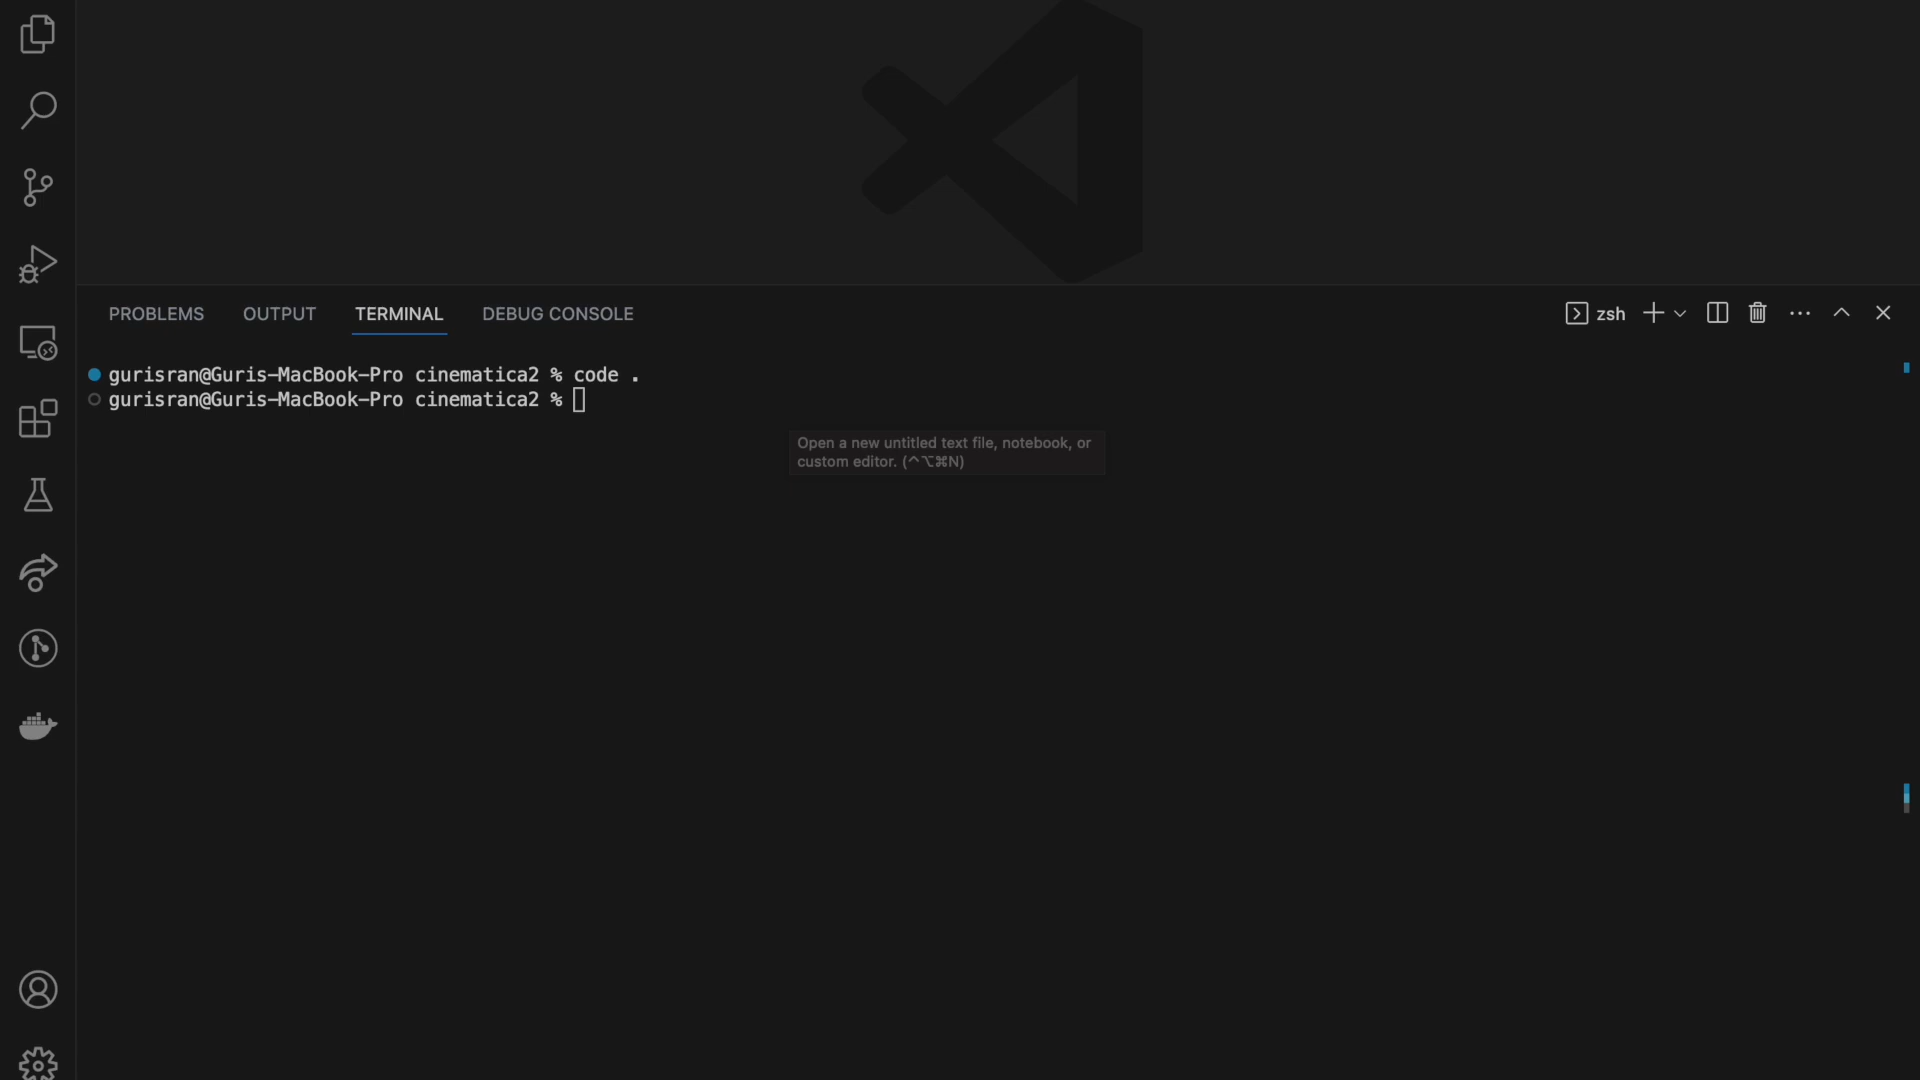 PROBLEMS OUTPUT TERMINAL DEBUG CONSOLE zsh
gurisran@Guris-MacBook-Pro cinematica2 % code .
gurisran@Guris-MacBook-Pro cinematica2 %
Open a new untitled text file, notebook, or
custom editor. (^⌥⌘N)